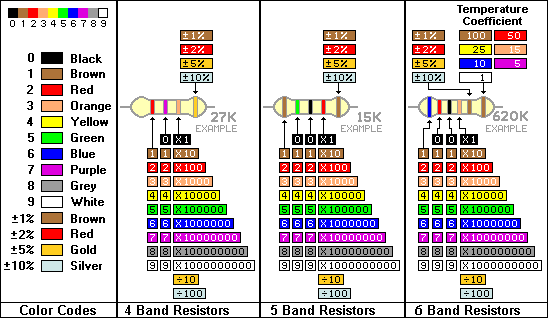 0 1 2 3 4 5 6 7 8 9
0 Black
1 Brown
2 Red
3 Orange
4 Yellow
5 Green
6 Blue
7 Purple
8 Grey
9 White
±1% Brown
±2% Red
±5% Gold
±10% Silver
Color Codes
±1%
±2%
±5%
±10%
27K
EXAMPLE
0 X1
1 1 X10
2 2 X100
3 3 X1000
4 4 X10000
5 5 X100000
6 6 X1000000
7 7 X10000000
8 8 X100000000
9 9 X1000000000
÷10
÷100
4 Band Resistors
±1%
±2%
±5%
±10%
15K
EXAMPLE
0 0 X1
1 1 1 X10
2 2 2 X100
3 3 3 X1000
4 4 4 X10000
5 5 5 X100000
6 6 6 X1000000
7 7 7 X10000000
8 8 8 X100000000
9 9 9 X1000000000
÷10
÷100
5 Band Resistors
Temperature
Coefficient
±1% 100 50
±2% 25 15
±5% 10 5
±10% 1
620K
EXAMPLE
0 0 X1
1 1 1 X10
2 2 2 X100
3 3 3 X1000
4 4 4 X10000
5 5 5 X100000
6 6 6 X1000000
7 7 7 X10000000
8 8 8 X100000000
9 9 9 X1000000000
÷10
÷100
6 Band Resistors